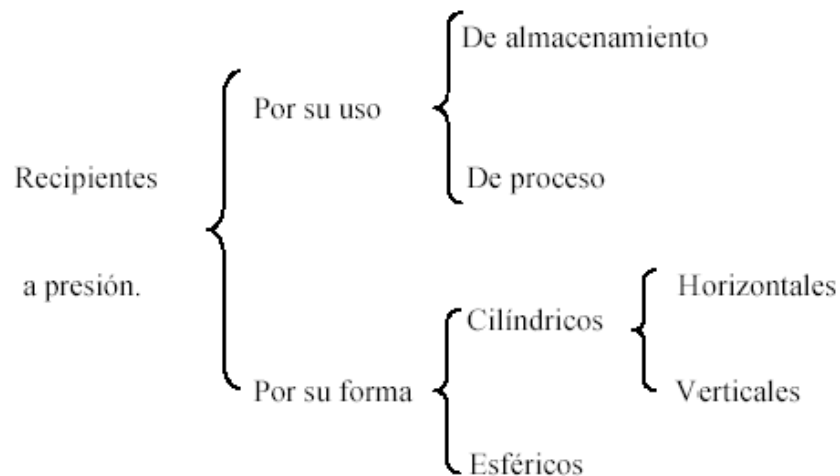 Recipientes
a presión.
Por su uso
De almacenamiento
De proceso
Por su forma
Cilíndricos
Horizontales
Verticales
Esféricos